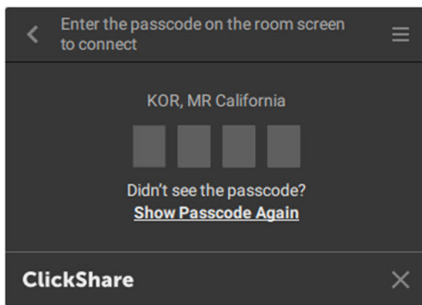 Enter the passcode on the room screen
to connect
KOR, MR California
Didn't see the passcode?
Show Passcode Again
ClickShare